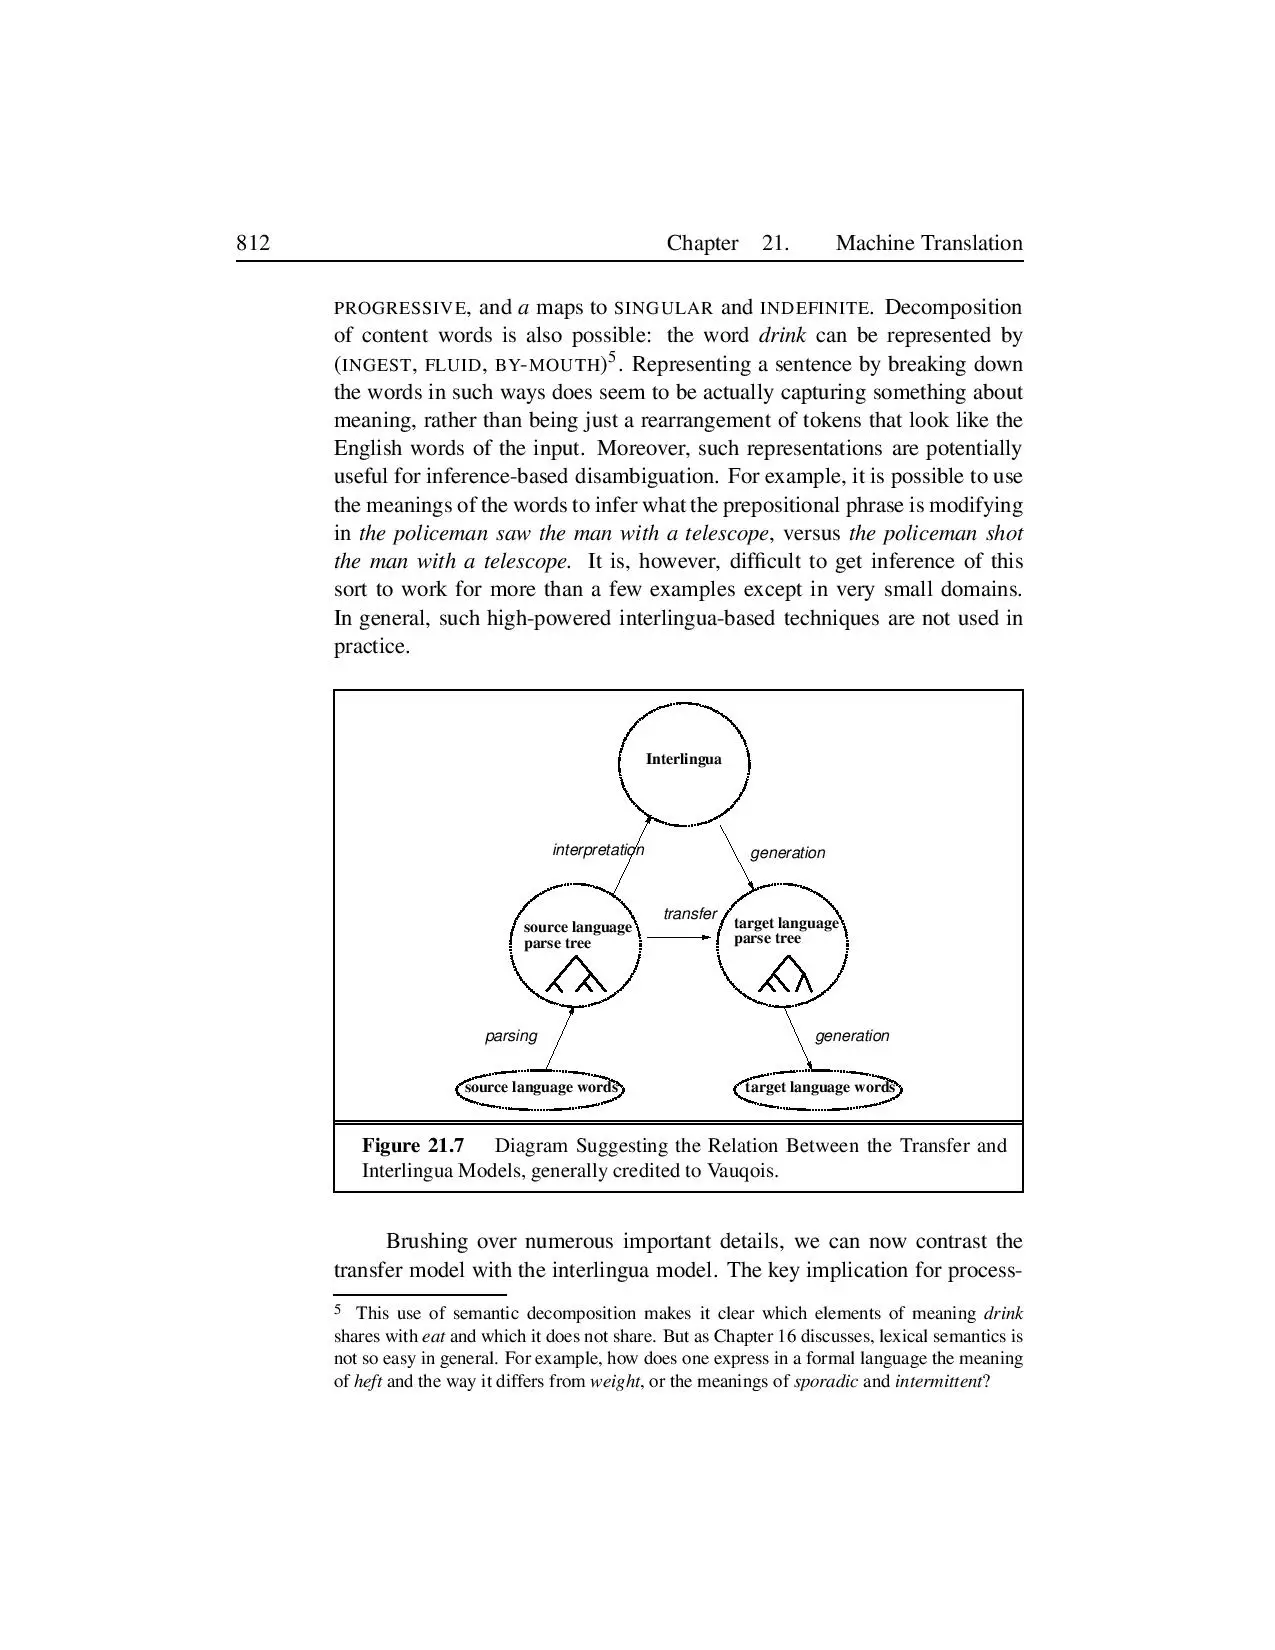 812 Chapter 21. Machine Translation
PROGRESSIVE, and a maps to SINGULAR and INDEFINITE. Decomposition
of content words is also possible: the word drink can be represented by
(INGEST, FLUID, BY-MOUTH)5. Representing a sentence by breaking down
the words in such ways does seem to be actually capturing something about
meaning, rather than being just a rearrangement of tokens that look like the
English words of the input. Moreover, such representations are potentially
useful for inference-based disambiguation. For example, it is possible to use
the meanings of the words to infer what the prepositional phrase is modifying
in the policeman saw the man with a telescope, versus the policeman shot
the man with a telescope. It is, however, difficult to get inference of this
sort to work for more than a few examples except in very small domains.
In general, such high-powered interlingua-based techniques are not used in
practice.
Interlingua
interpretation
generation
source language
parse tree
transfer
target language
parse tree
parsing
generation
source language words
target language words
Figure 21.7 Diagram Suggesting the Relation Between the Transfer and
Interlingua Models, generally credited to Vauqois.
Brushing over numerous important details, we can now contrast the
transfer model with the interlingua model. The key implication for process-
5 This use of semantic decomposition makes it clear which elements of meaning drink
shares with eat and which it does not share. But as Chapter 16 discusses, lexical semantics is
not so easy in general. For example, how does one express in a formal language the meaning
of heft and the way it differs from weight, or the meanings of sporadic and intermittent?